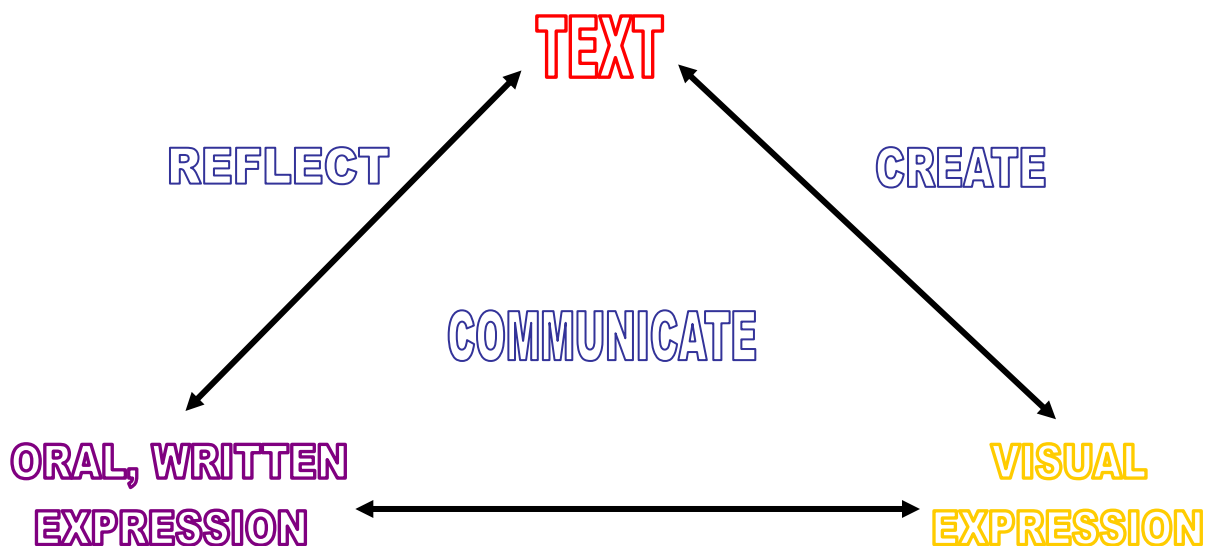 TEXT
REFLECT
CREATE
COMMUNICATE
ORAL, WRITTEN
EXPRESSION
VISUAL
EXPRESSION